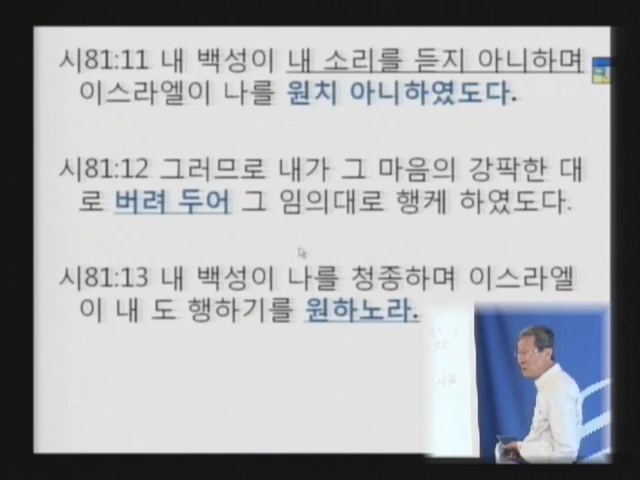 시81:11 내 백성이 내 소리를 듣지 아니하며
이스라엘이 나를 원치 아니하였도다.
시81:12 그러므로 내가 그 마음의 강팍한 대
로 버려 두어 그 임의대로 행케 하였도다.
시81:13 내 백성이 나를 청종하며 이스라엘
이 내 도 행하기를 원하노라.